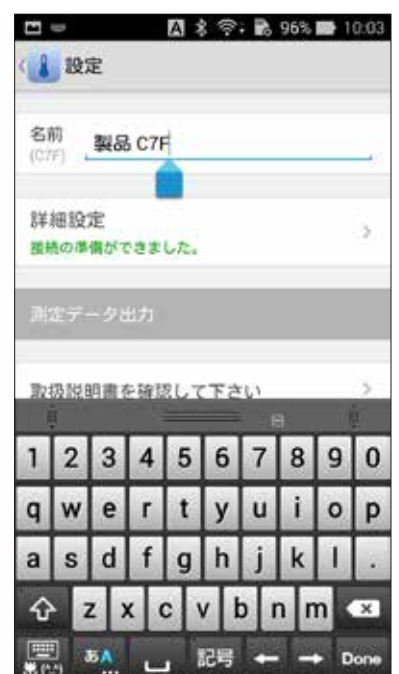 A 96% 10:03
設定
名前 製品 C7F
(C7F)
詳細設定
接続の準備ができました。
測定データ出力
取扱説明書を確認して下さい
1 2 3 4 5 6 7 8 9 0
q w e r t y u i o p
a s d f g h j k l .
z x c v b n m
あA 記号 ← → Done